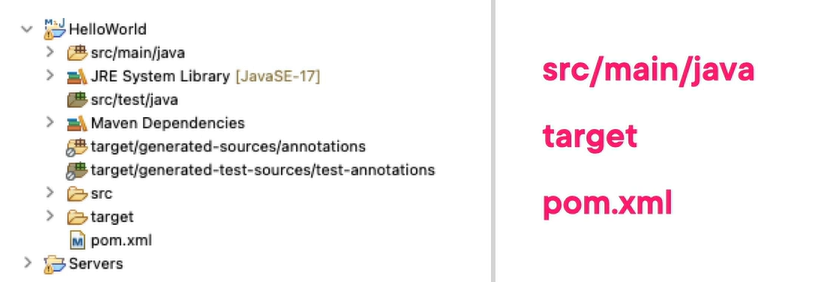 HelloWorld
src/main/java
JRE System Library [JavaSE-17]
src/test/java
Maven Dependencies
target/generated-sources/annotations
target/generated-test-sources/test-annotations
src
target
pom.xml
Servers
src/main/java
target
pom.xml